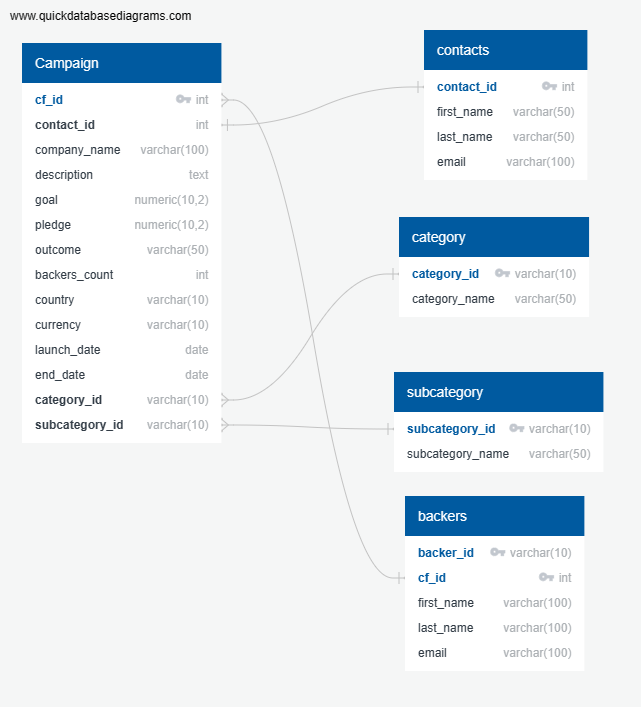 www.quickdatabasediagrams.com
Campaign
cf_id int
contact_id int
company_name varchar(100)
description text
goal numeric(10,2)
pledge numeric(10,2)
outcome varchar(50)
backers_count int
country varchar(10)
currency varchar(10)
launch_date date
end_date date
category_id varchar(10)
subcategory_id varchar(10)
contacts
contact_id int
first_name varchar(50)
last_name varchar(50)
email varchar(100)
category
category_id varchar(10)
category_name varchar(50)
subcategory
subcategory_id varchar(10)
subcategory_name varchar(50)
backers
backer_id varchar(10)
cf_id int
first_name varchar(100)
last_name varchar(100)
email varchar(100)